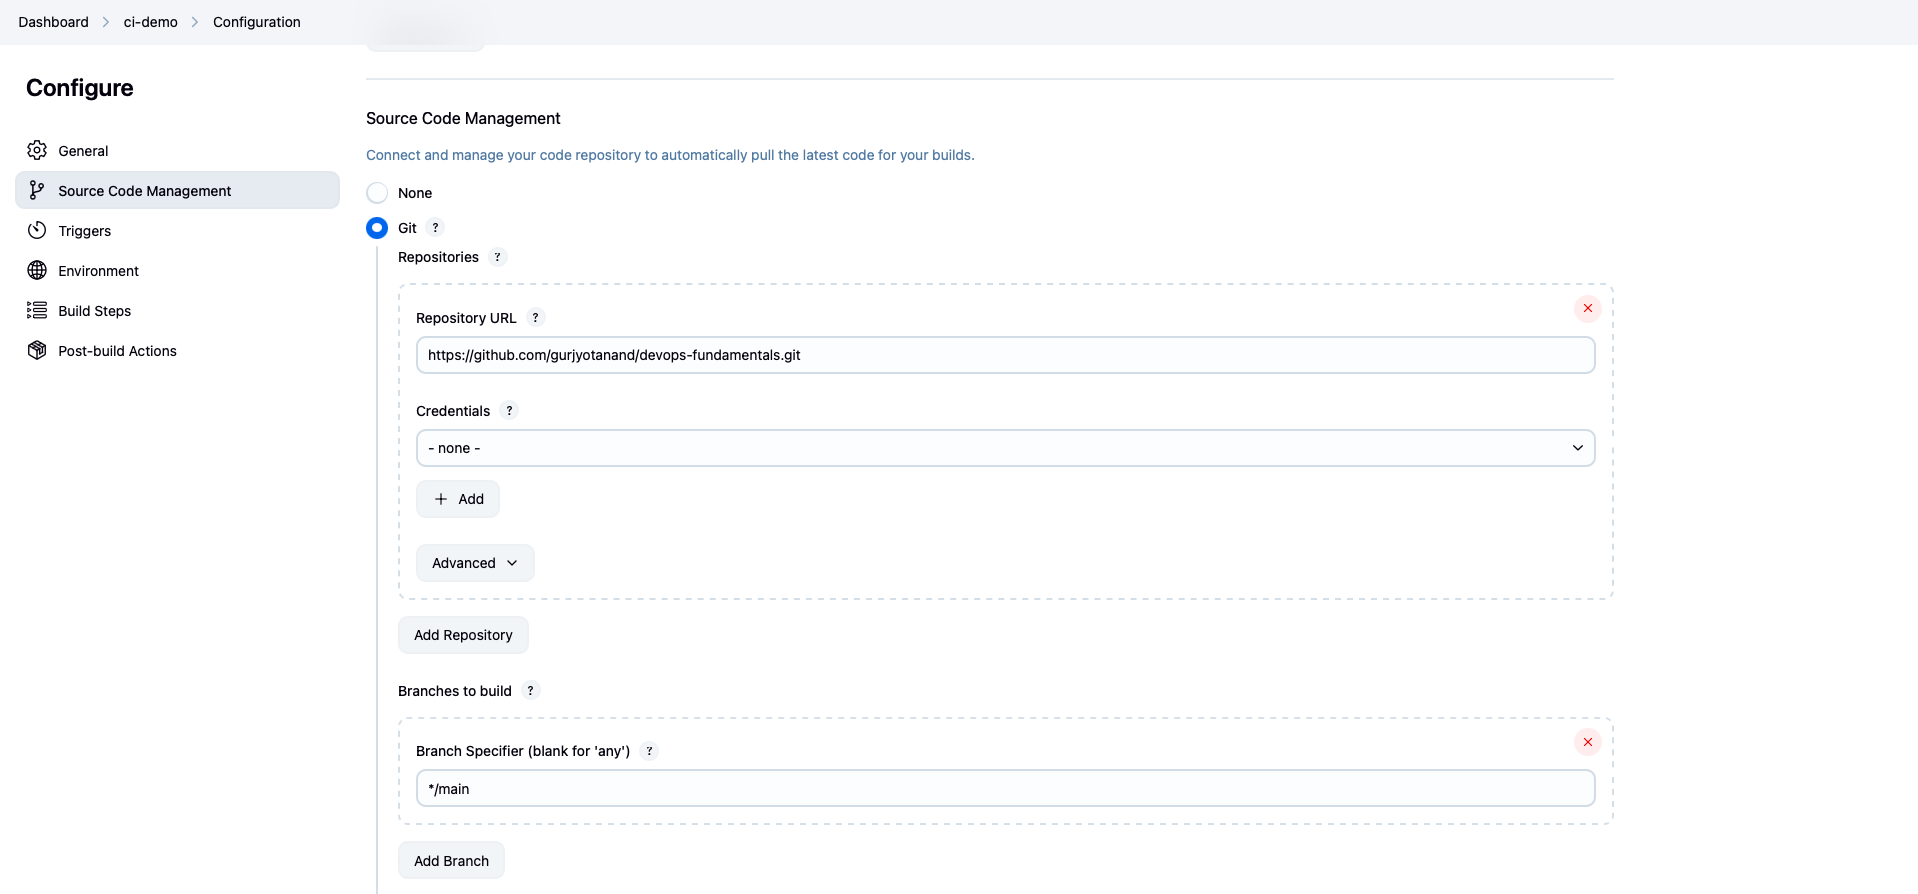 Dashboard > ci-demo > Configuration
Configure
General
Source Code Management
Triggers
Environment
Build Steps
Post-build Actions
Source Code Management
Connect and manage your code repository to automatically pull the latest code for your builds.
None
Git ?
Repositories ?
Repository URL ?
https://github.com/gurjyotanand/devops-fundamentals.git
Credentials ?
- none -
+ Add
Advanced
Add Repository
Branches to build ?
Branch Specifier (blank for 'any') ?
*/main
Add Branch